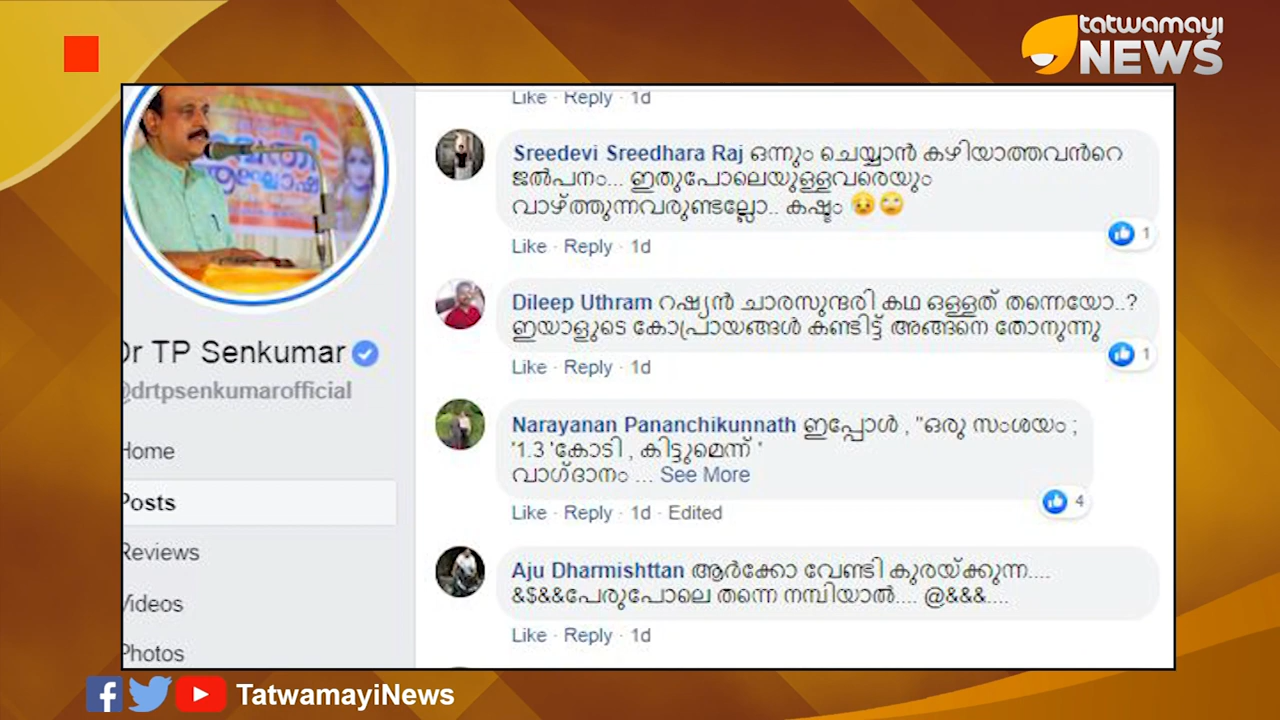 tatwamayi
NEWS
Like · Reply · 1d
Sreedevi Sreedhara Raj ഒന്നും ചെയ്യാൻ കഴിയാത്തവൻറെ
ജൽപനം... ഇതുപോലെയുള്ളവരെയും
വാഴ്ത്തുന്നവരുണ്ടല്ലോ.. കഷ്ടം 😟🙄
1
Like · Reply · 1d
Dileep Uthram റഷ്യൻ ചാരസുന്ദരി കഥ ഒള്ളത് തന്നെയോ..?
ഇയാളുടെ കോപ്രായങ്ങൾ കണ്ടിട്ട് അങ്ങനെ തോനുന്നു
1
Like · Reply · 1d
Narayanan Pananchikunnath ഇപ്പോൾ , "ഒരു സംശയം ;
'1.3 'കോടി , കിട്ടുമെന്ന് '
വാഗ്ദാനം ... See More
4
Like · Reply · 1d · Edited
Aju Dharmishttan ആർക്കോ വേണ്ടി കുരയ്ക്കുന്ന....
&$&&പേരുപോലെ തന്നെ നമ്പിയാൽ.... @&&&....
Like · Reply · 1d
Dr TP Senkumar
@drtpsenkumarofficial
Home
Posts
Reviews
Videos
Photos
TatwamayiNews